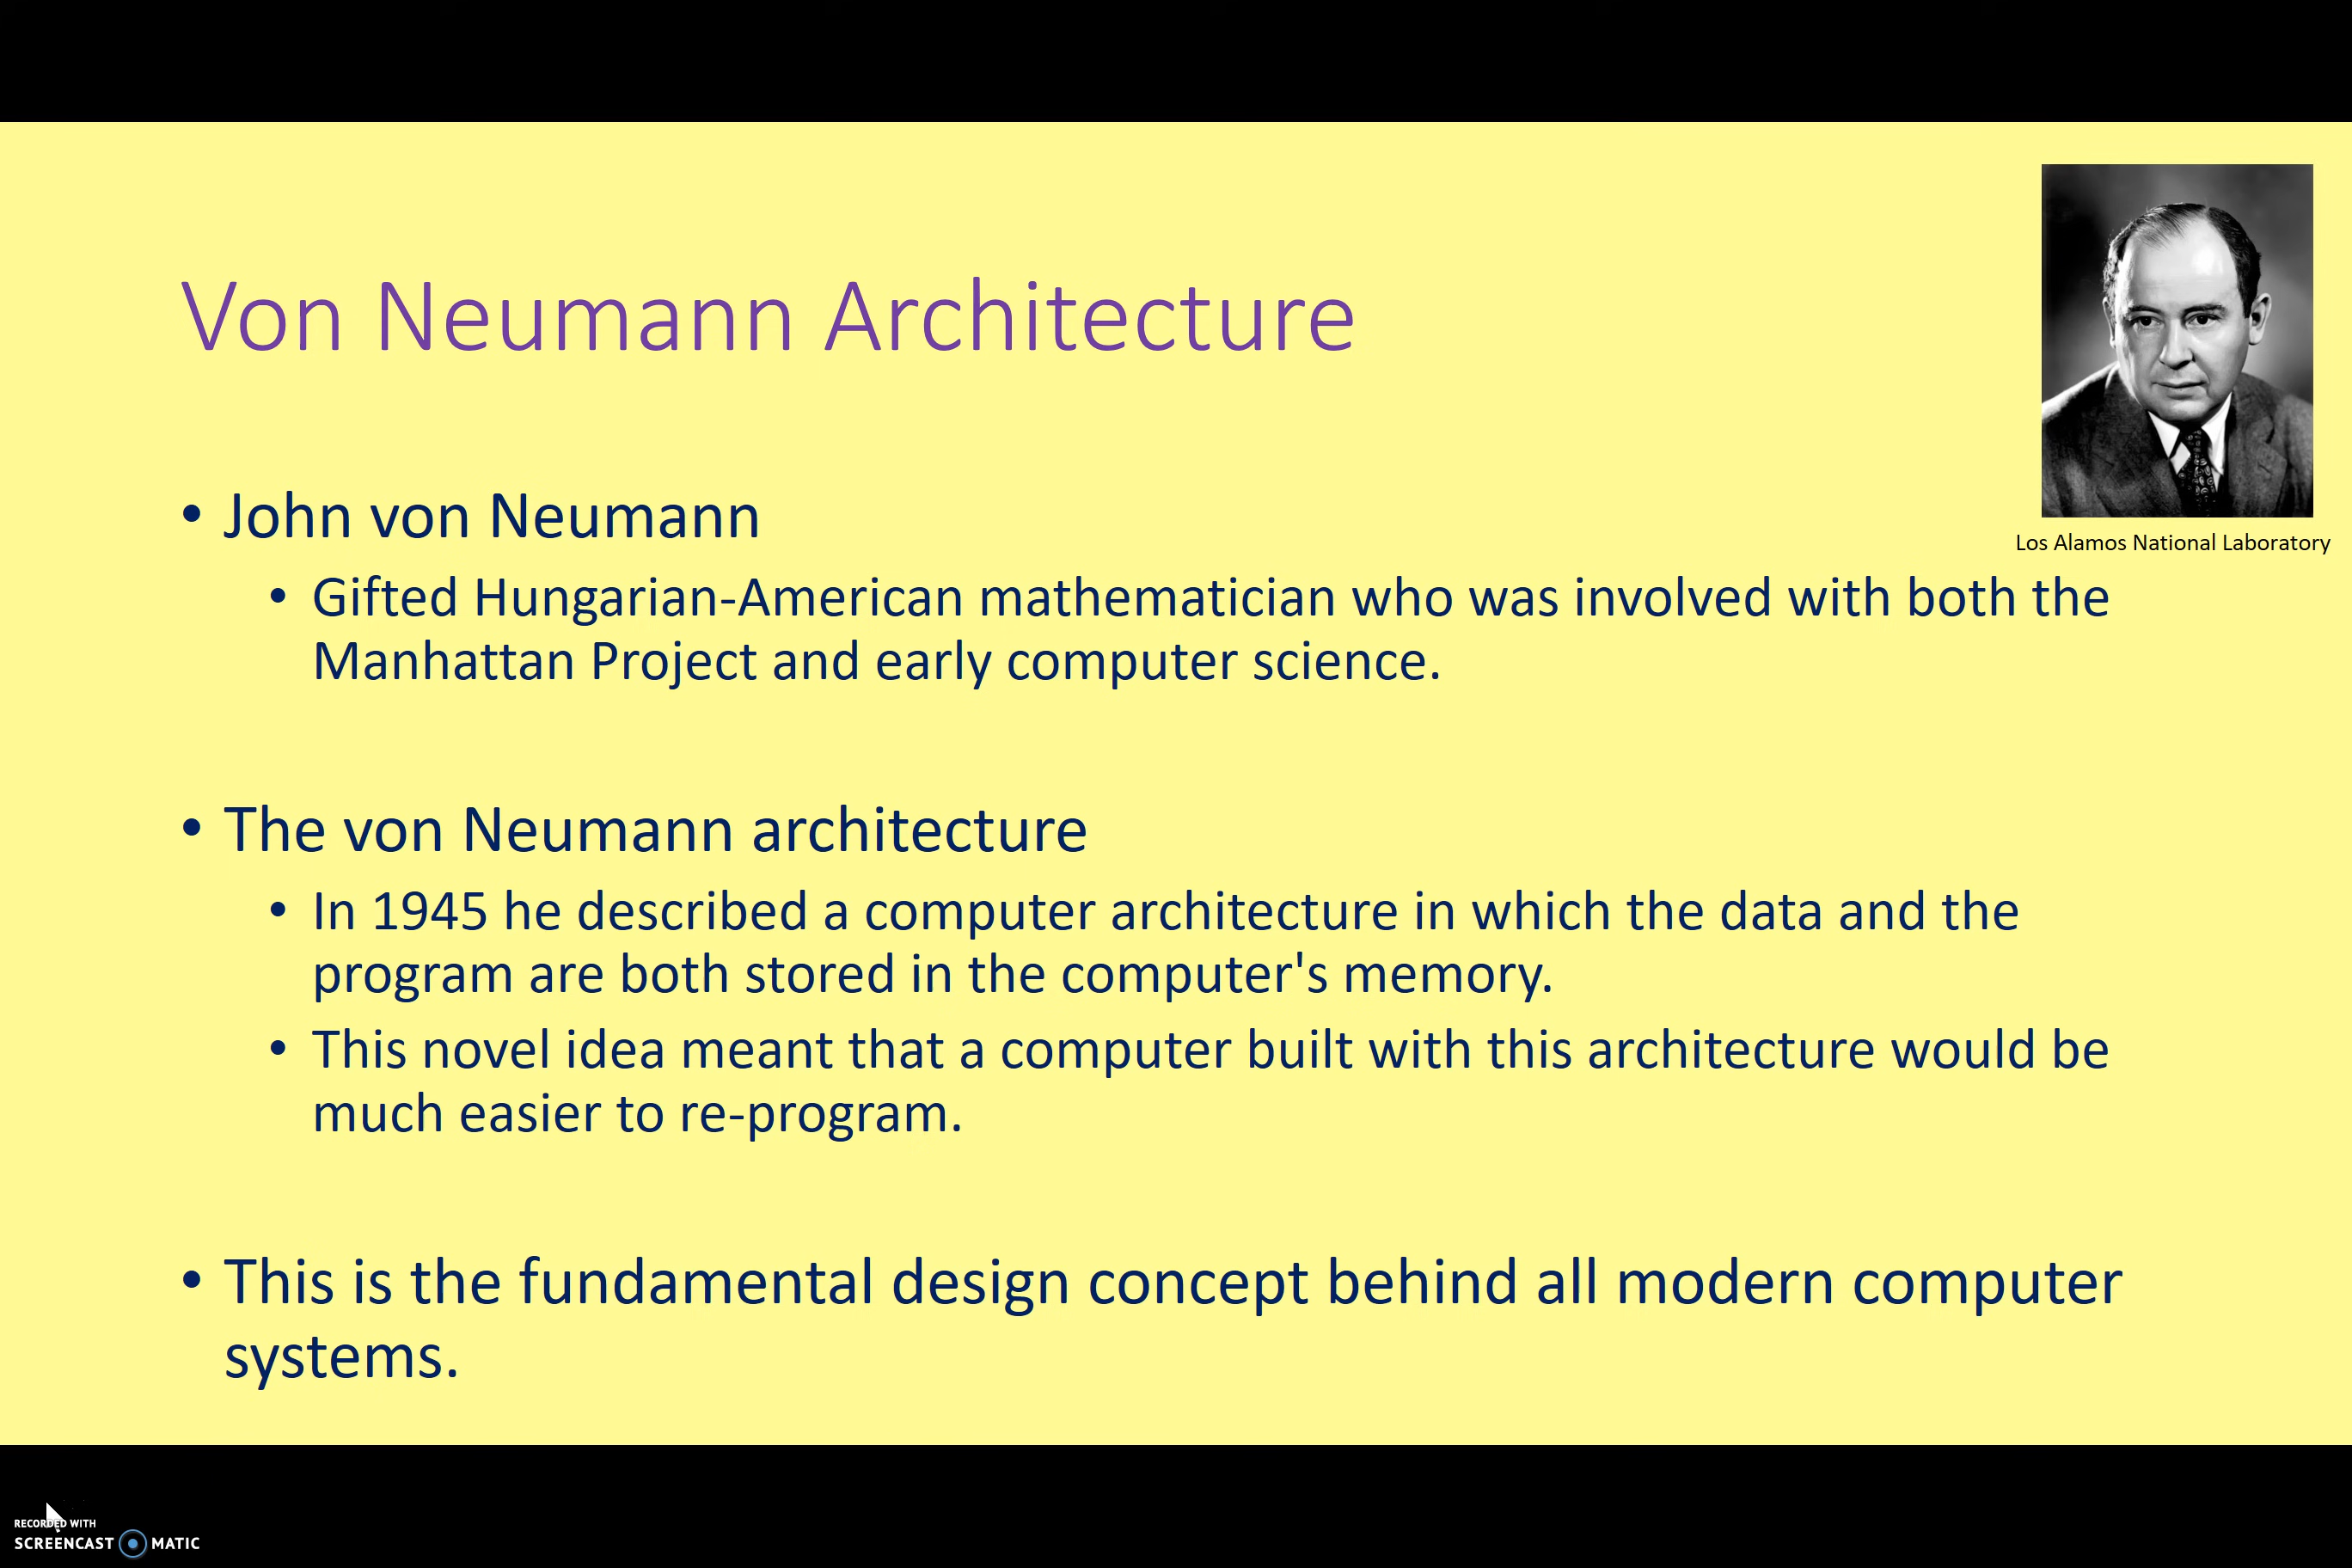 Von Neumann Architecture
Los Alamos National Laboratory
• John von Neumann
• Gifted Hungarian-American mathematician who was involved with both the
Manhattan Project and early computer science.
• The von Neumann architecture
• In 1945 he described a computer architecture in which the data and the
program are both stored in the computer's memory.
• This novel idea meant that a computer built with this architecture would be
much easier to re-program.
• This is the fundamental design concept behind all modern computer
systems.
RECORDED WITH
SCREENCAST MATIC